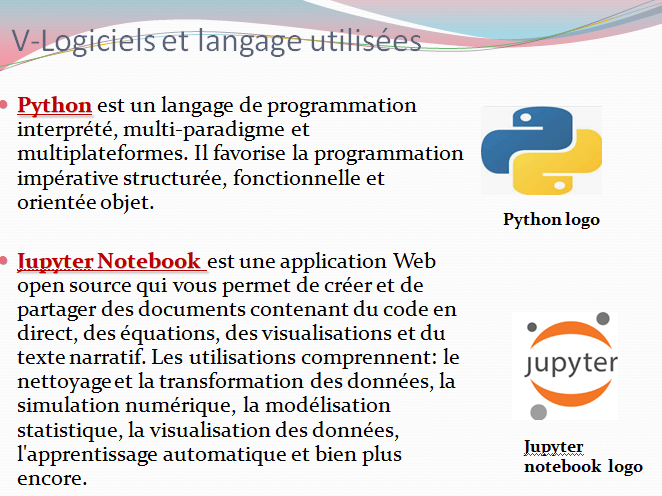 V-Logiciels et langage utilisées
Python est un langage de programmation
interprété, multi-paradigme et
multiplateformes. Il favorise la programmation
impérative structurée, fonctionnelle et
orientée objet.
Python logo
Jupyter Notebook est une application Web
open source qui vous permet de créer et de
partager des documents contenant du code en
direct, des équations, des visualisations et du
texte narratif. Les utilisations comprennent: le
nettoyage et la transformation des données, la
simulation numérique, la modélisation
statistique, la visualisation des données,
l'apprentissage automatique et bien plus
encore.
jupyter
Jupyter
notebook logo